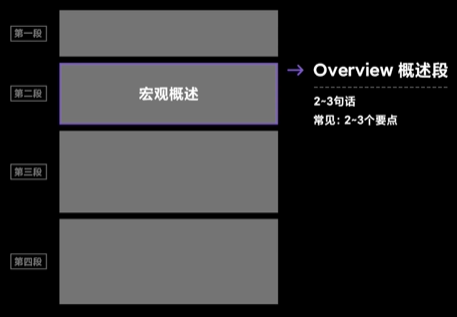 第一段
第二段
宏观概述
Overview 概述段
2-3句话
常见：2~3个要点
第三段
第四段